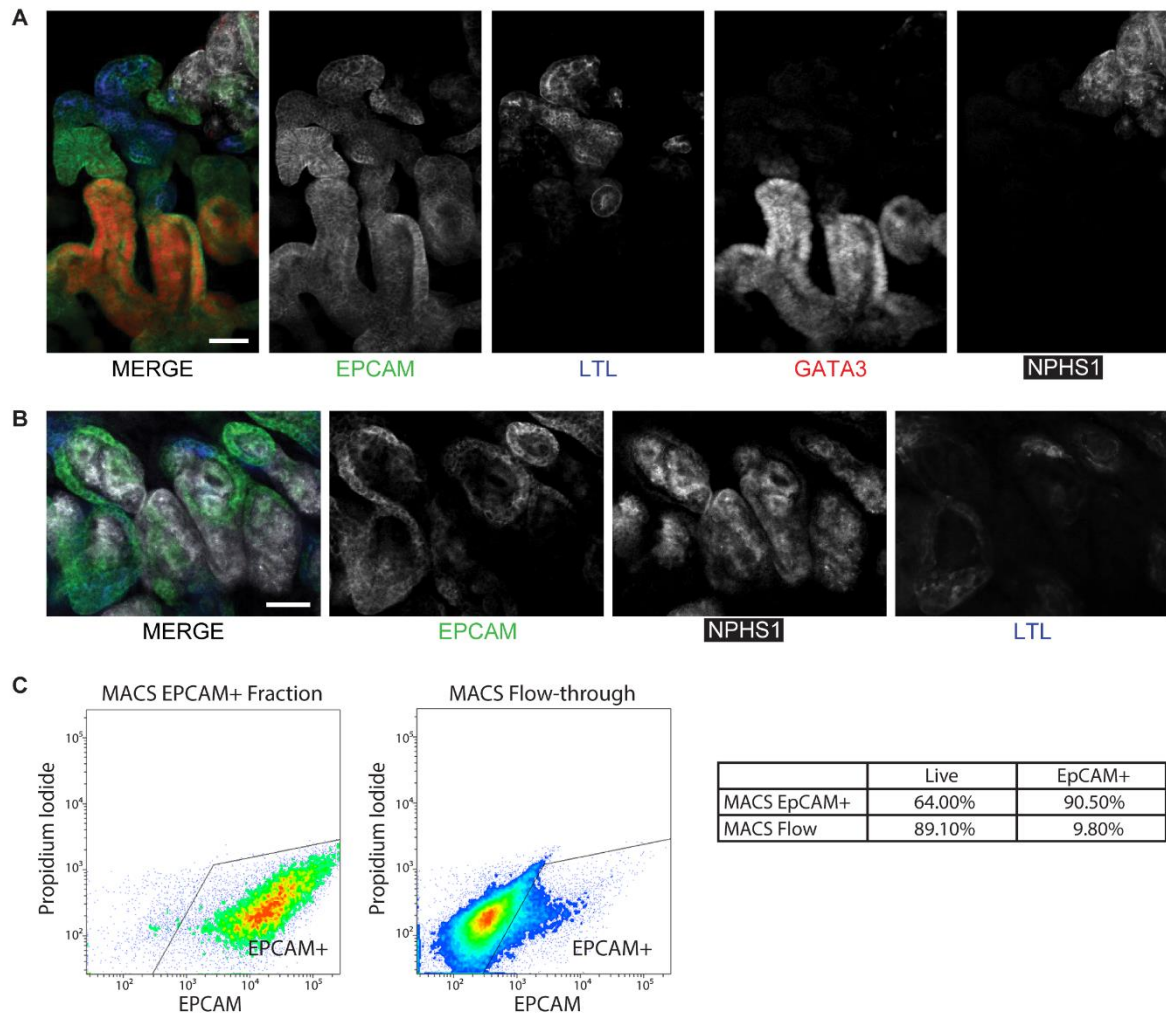 A
MERGE
EPCAM
LTL
GATA3
NPHS1
B
MERGE
EPCAM
NPHS1
LTL
C
MACS EPCAM+ Fraction
Propidium Iodide
10⁵
10⁴
10³
10²
EPCAM+
10² 10³ 10⁴ 10⁵
EPCAM
MACS Flow-through
Propidium Iodide
10⁵
10⁴
10³
10²
EPCAM+
10² 10³ 10⁴ 10⁵
EPCAM
Live EpCAM+
MACS EpCAM+ 64.00% 90.50%
MACS Flow 89.10% 9.80%